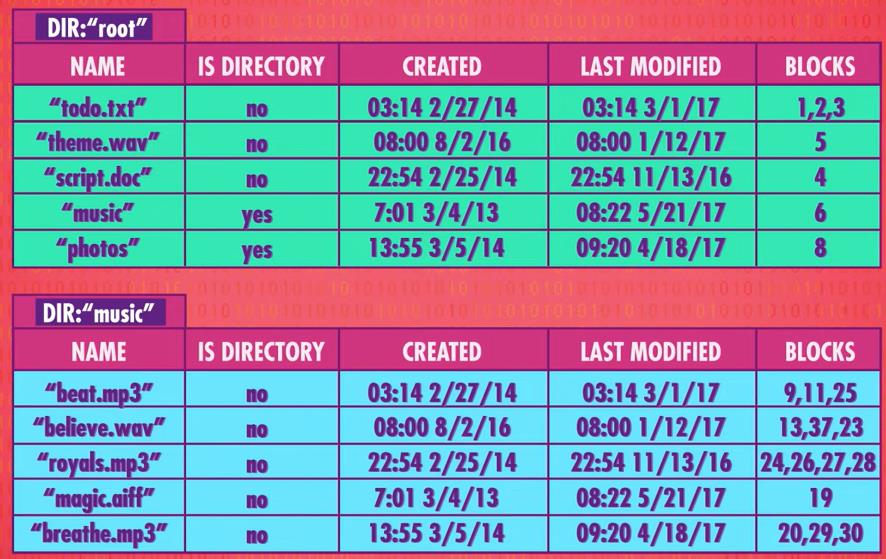 DIR:“root”
NAME IS DIRECTORY CREATED LAST MODIFIED BLOCKS
“todo.txt” no 03:14 2/27/14 03:14 3/1/17 1,2,3
“theme.wav” no 08:00 8/2/16 08:00 1/12/17 5
“script.doc” no 22:54 2/25/14 22:54 11/13/16 4
“music” yes 7:01 3/4/13 08:22 5/21/17 6
“photos” yes 13:55 3/5/14 09:20 4/18/17 8
DIR:“music”
NAME IS DIRECTORY CREATED LAST MODIFIED BLOCKS
“beat.mp3” no 03:14 2/27/14 03:14 3/1/17 9,11,25
“believe.wav” no 08:00 8/2/16 08:00 1/12/17 13,37,23
“royals.mp3” no 22:54 2/25/14 22:54 11/13/16 24,26,27,28
“magic.aiff” no 7:01 3/4/13 08:22 5/21/17 19
“breathe.mp3” no 13:55 3/5/14 09:20 4/18/17 20,29,30